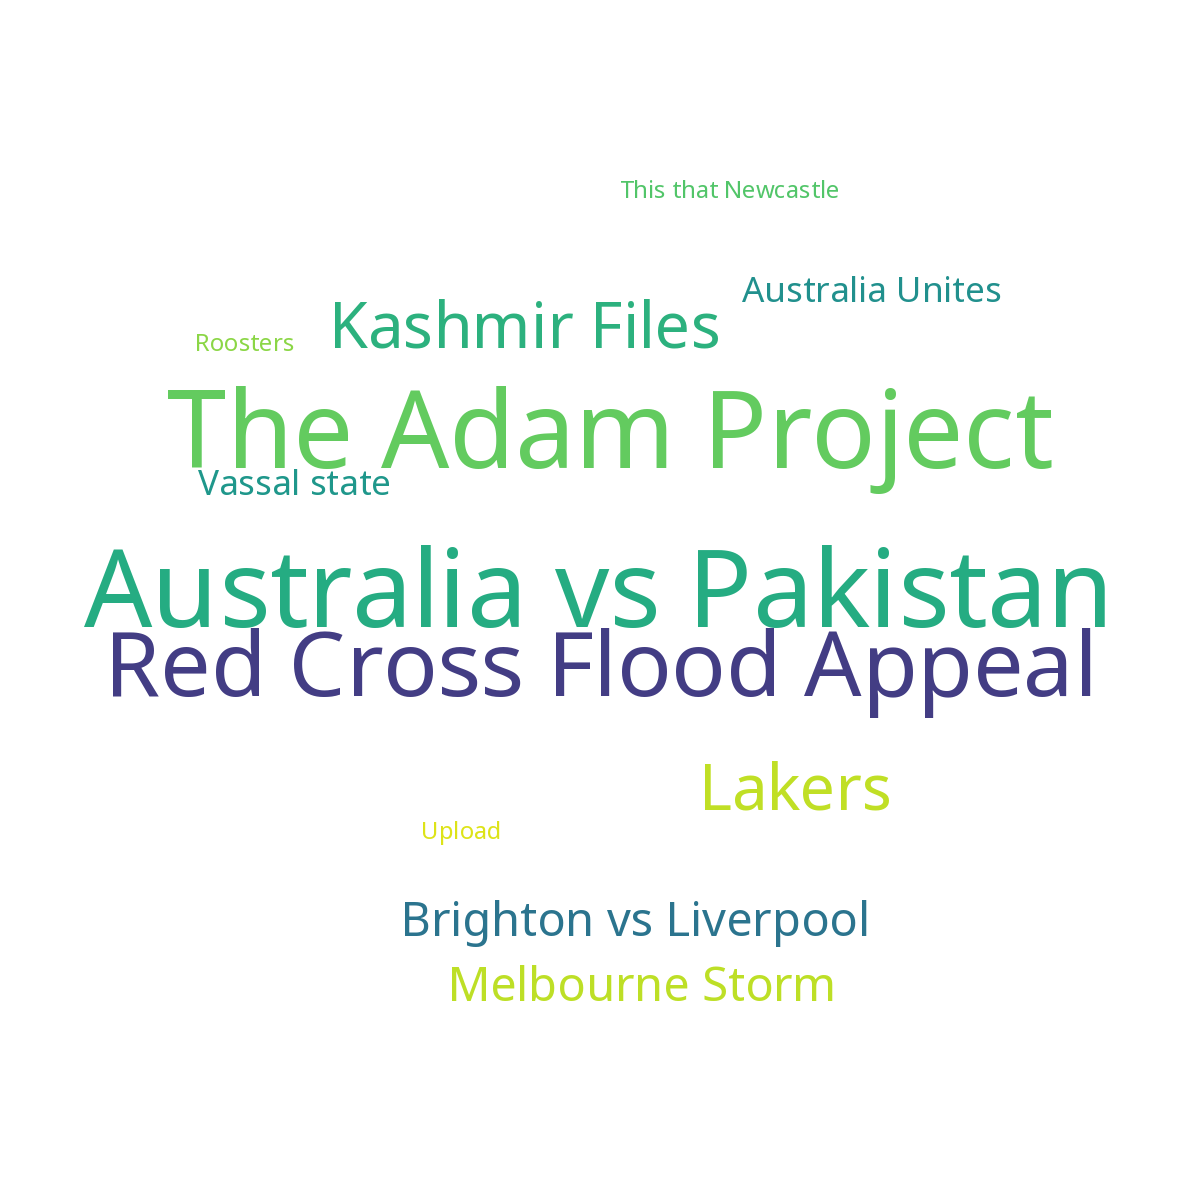 This that Newcastle
Australia Unites
Kashmir Files
Roosters
The Adam Project
Vassal state
Australia vs Pakistan
Red Cross Flood Appeal
Lakers
Upload
Brighton vs Liverpool
Melbourne Storm